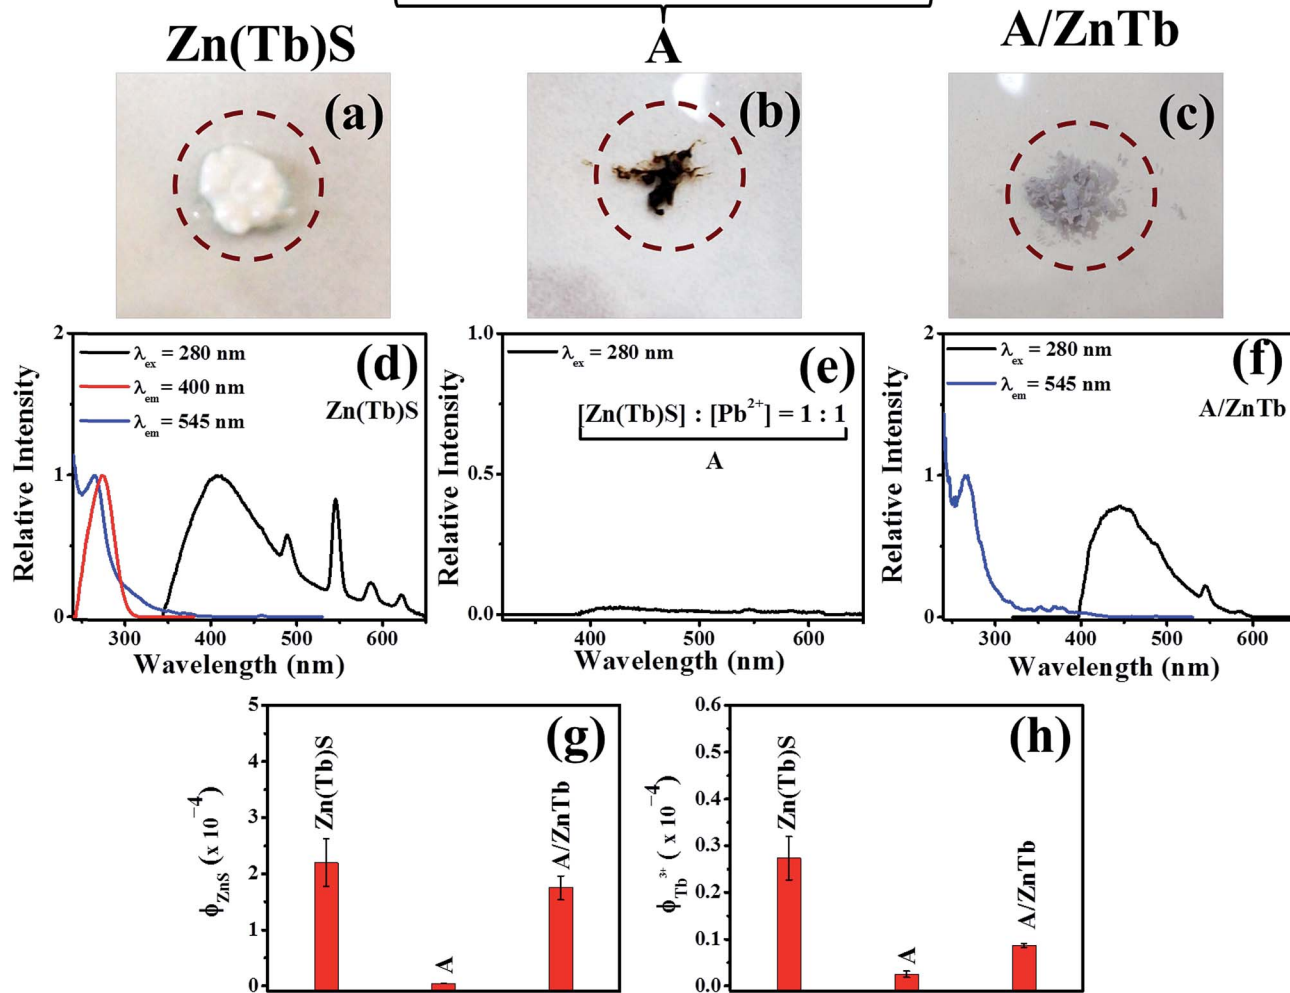 Zn(Tb)S
A
A/ZnTb
(a)
(b)
(c)
2
1
0
Relative Intensity
λex = 280 nm
λem = 400 nm
λem = 545 nm
(d)
Zn(Tb)S
300 400 500 600
Wavelength (nm)
1.0
0.5
0.0
Relative Intensity
λex = 280 nm
(e)
[Zn(Tb)S] : [Pb2+] = 1 : 1
A
400 500 600
Wavelength (nm)
2
1
0
Relative Intensity
λex = 280 nm
λem = 545 nm
(f)
A/ZnTb
300 400 500 600
Wavelength (nm)
5
4
3
2
1
0
ϕZnS (x 10−4)
Zn(Tb)S
A
A/ZnTb
(g)
0.6
0.5
0.4
0.3
0.2
0.1
0.0
ϕTb3+ ( x 10−4)
Zn(Tb)S
A
A/ZnTb
(h)